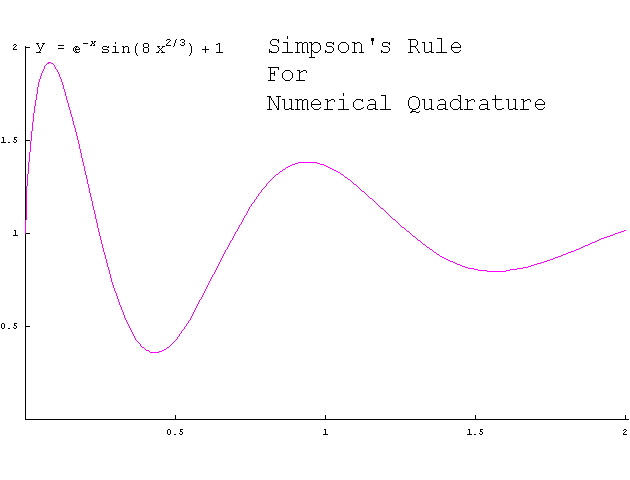 2
y = e^-x sin(8 x^2/3) + 1
Simpson's Rule
For
Numerical Quadrature
1.5
1
0.5
0.5 1 1.5 2